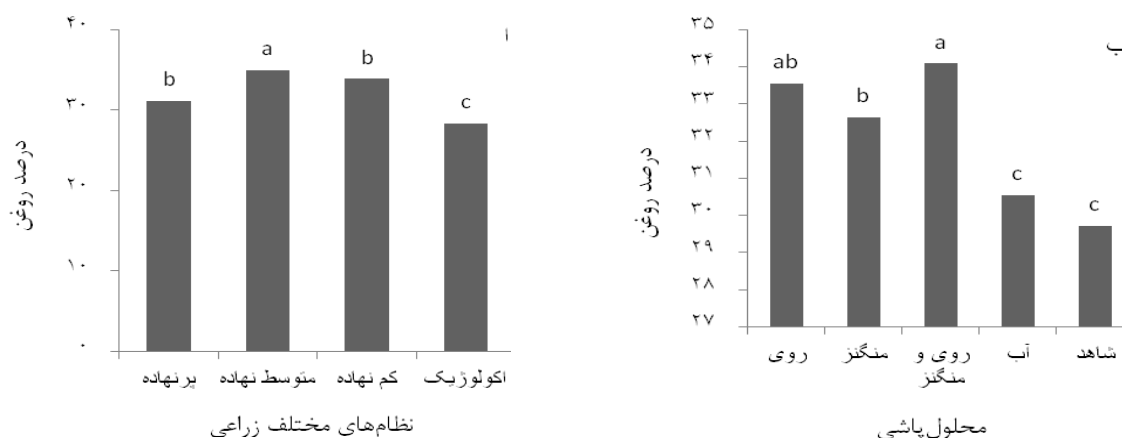 ا
درصد روغن
۴۰
۳۰
۲۰
۱۰
۰
b
a
b
c
پرنهاده
متوسط نهاده
کم نهاده
اکولوژیک
نظام‌های مختلف زراعی
ب
درصد روغن
۳۵
۳۴
۳۳
۳۲
۳۱
۳۰
۲۹
۲۸
۲۷
ab
b
a
c
c
روی
منگنز
روی و
منگنز
آب
شاهد
محلول‌پاشی